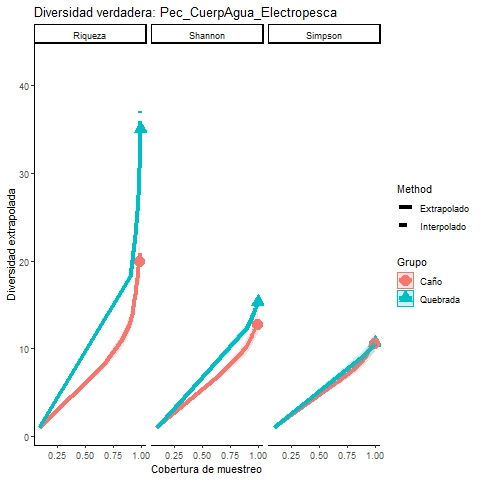 Diversidad verdadera: Pec_CuerpAgua_Electropesca
Riqueza Shannon Simpson
40
30
20
10
0
Diversidad extrapolada
0.25 0.50 0.75 1.00 0.25 0.50 0.75 1.00 0.25 0.50 0.75 1.00
Cobertura de muestreo
Method
Extrapolado
Interpolado
Grupo
Caño
Quebrada